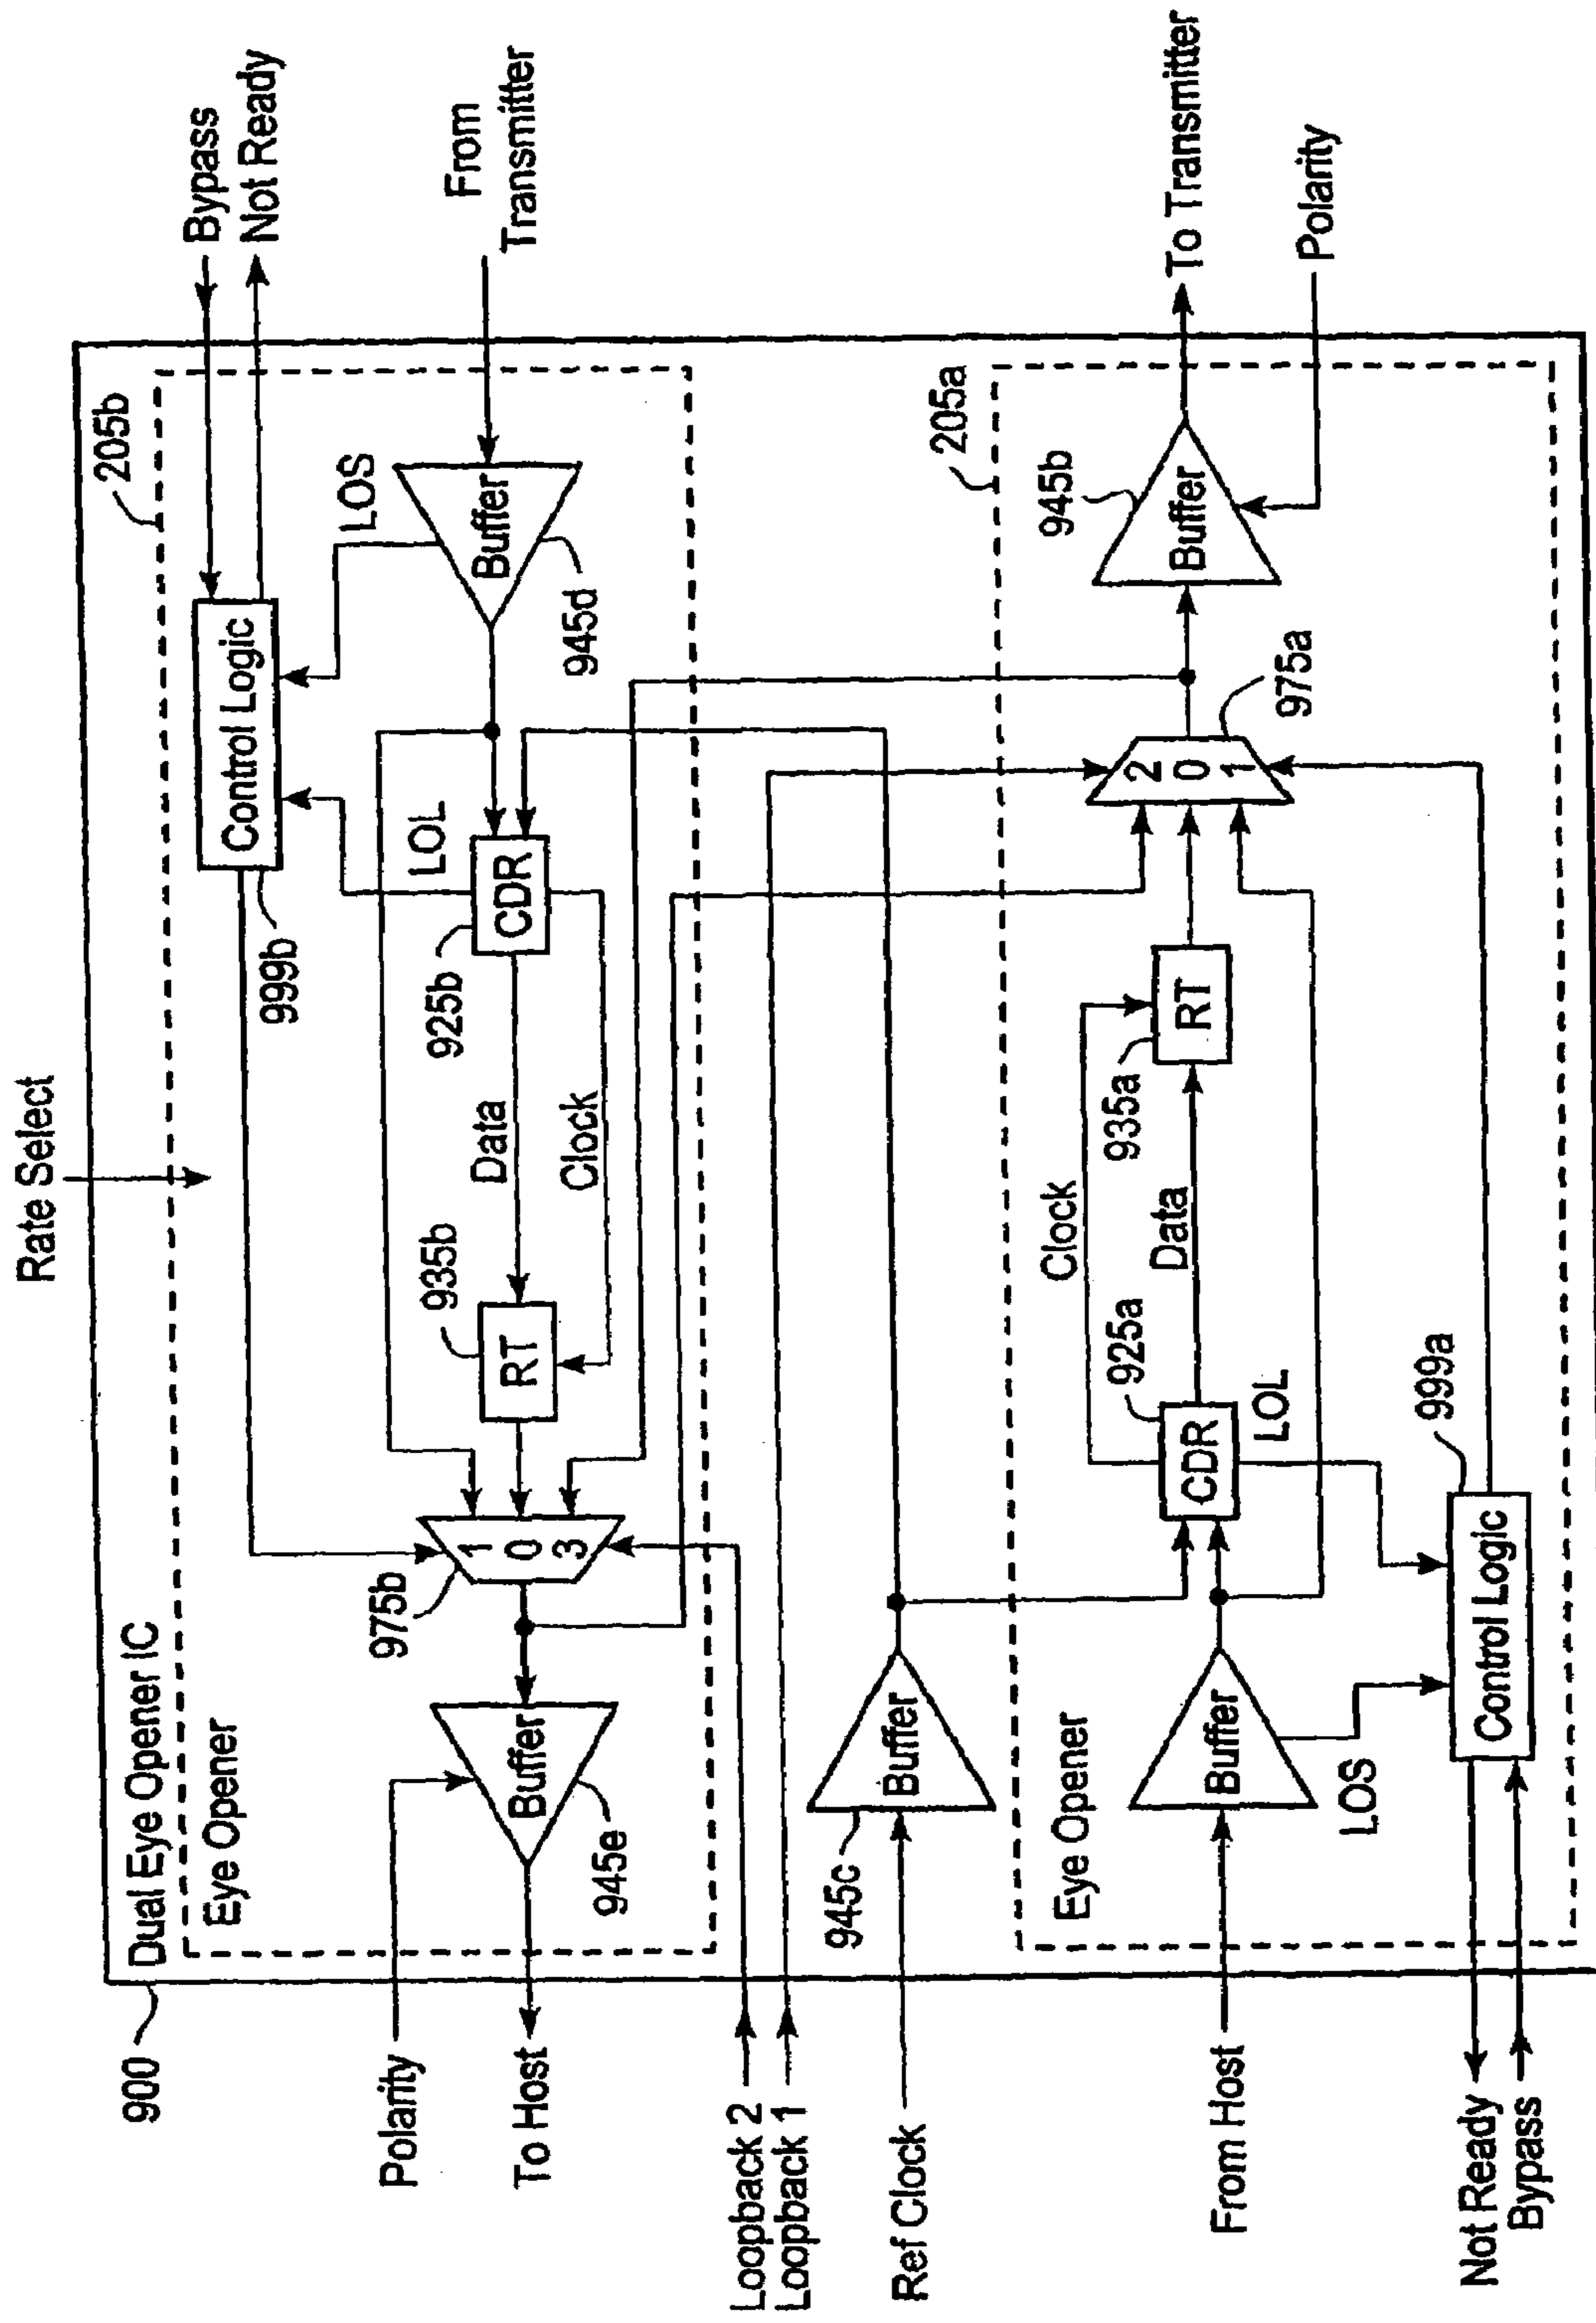 Rate Select
900
Dual Eye Opener IC
205b
Eye Opener
Bypass
Not Ready
Control Logic
999b
LOS
LOL
From
Transmitter
Buffer
945d
CDR
925b
Data
Clock
RT
935b
1
0
3
975b
Buffer
945e
Polarity
To Host
Loopback 2
Loopback 1
Ref Clock
Buffer
945c
205a
Eye Opener
From Host
Buffer
LOS
CDR
925a
LOL
Clock
Data
RT
935a
2
0
1
975a
Buffer
945b
To Transmitter
Polarity
Control Logic
999a
Not Ready
Bypass